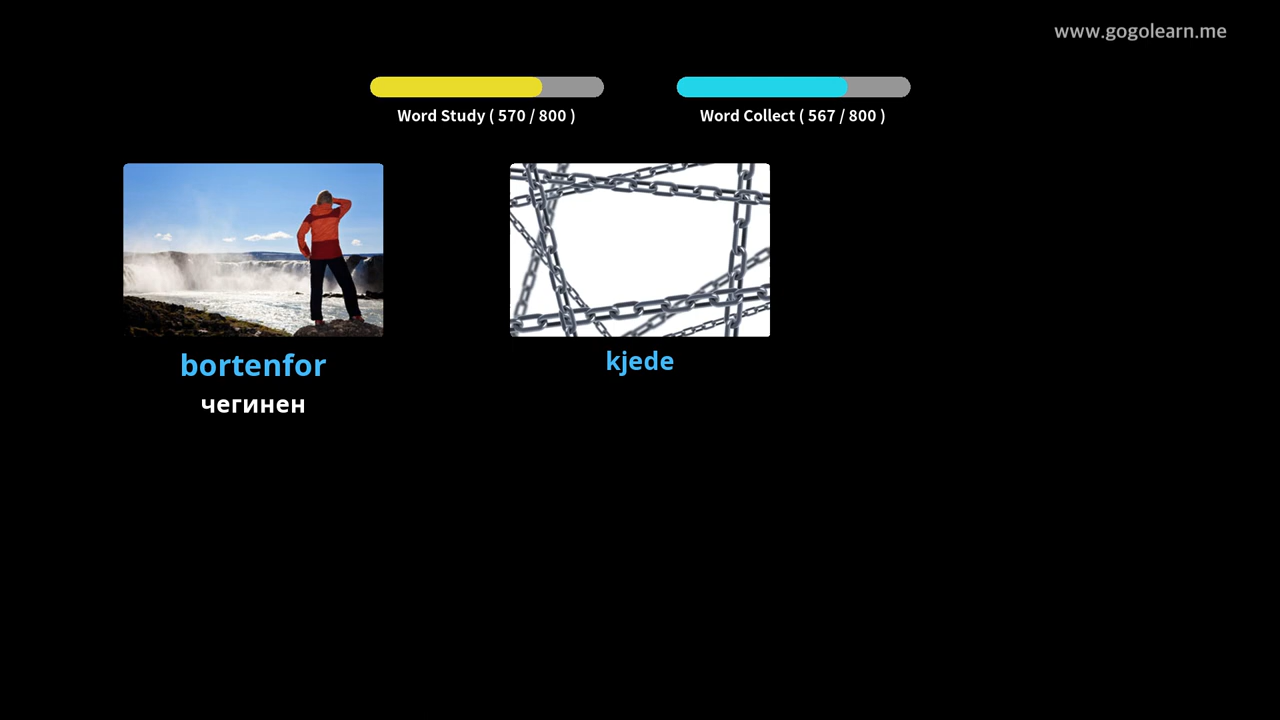 www.gogolearn.me
Word Study ( 570 / 800 )
Word Collect ( 567 / 800 )
bortenfor
чегинен
kjede